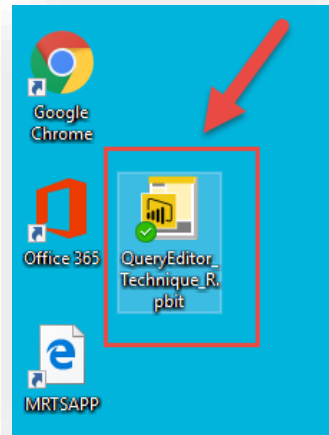 Google
Chrome
Office 365
QueryEditor_
Technique_R.
pbit
MRTSAPP